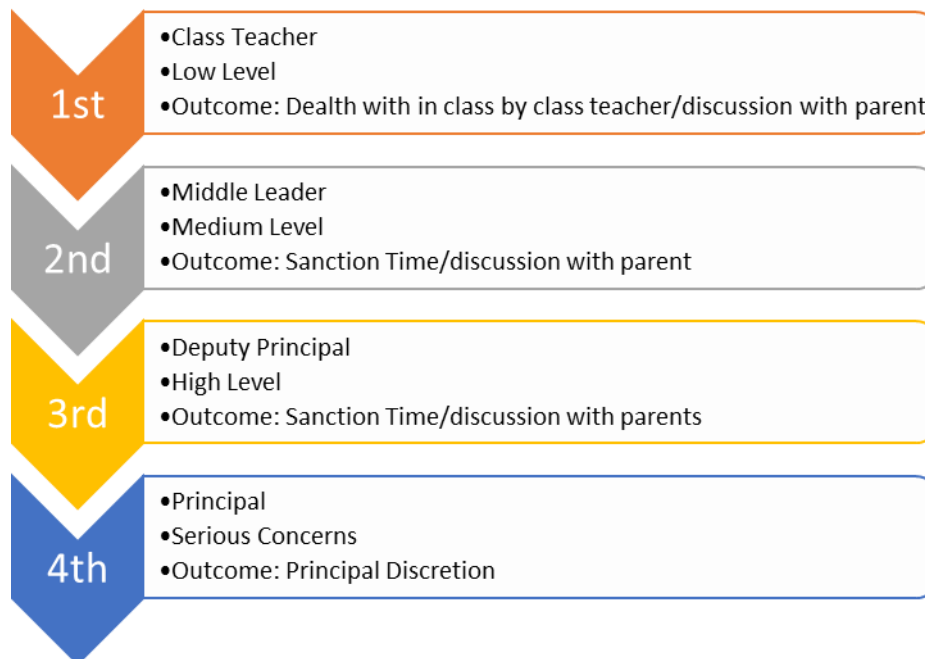 1st
•Class Teacher
•Low Level
•Outcome: Dealth with in class by class teacher/discussion with parent
2nd
•Middle Leader
•Medium Level
•Outcome: Sanction Time/discussion with parent
3rd
•Deputy Principal
•High Level
•Outcome: Sanction Time/discussion with parents
4th
•Principal
•Serious Concerns
•Outcome: Principal Discretion